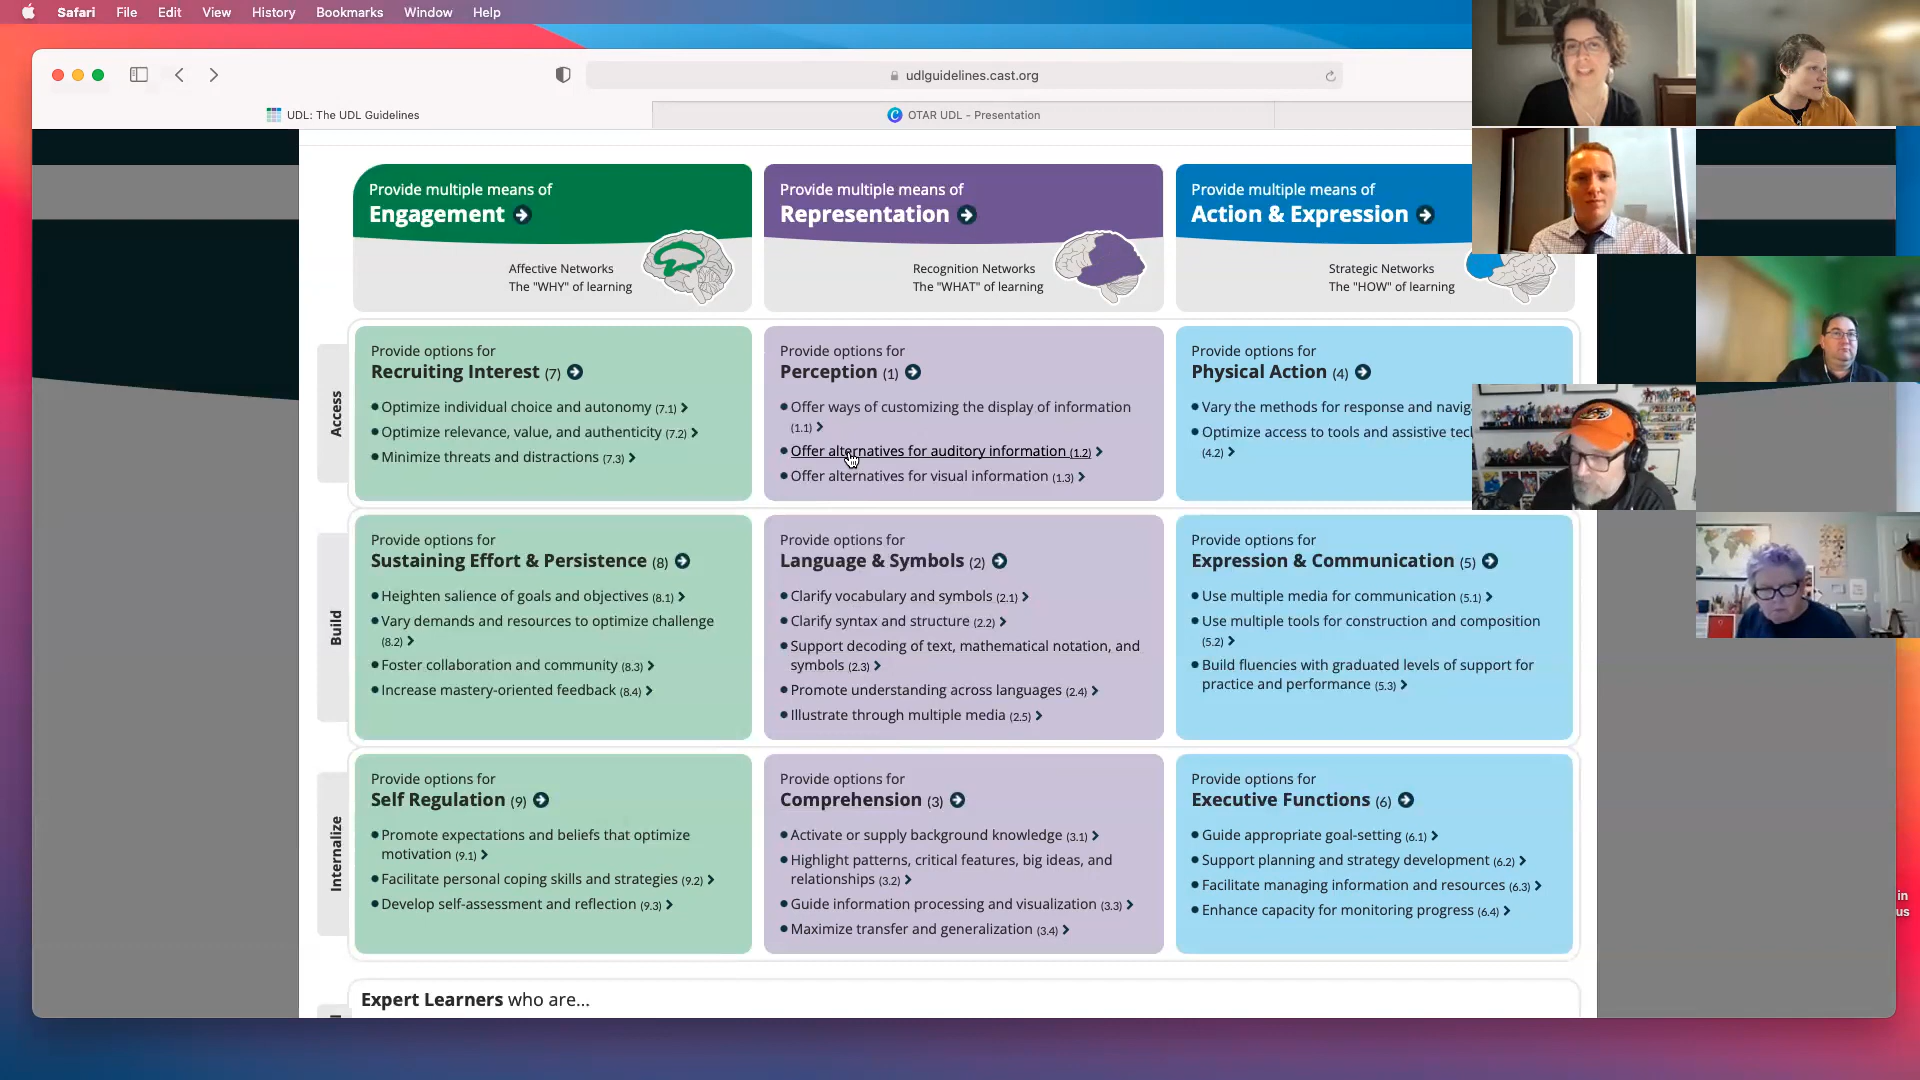 Safari File Edit View History Bookmarks Window Help
udlguidelines.cast.org
UDL: The UDL Guidelines
OTAR UDL - Presentation
Provide multiple means of
Engagement
Affective Networks
The "WHY" of learning
Provide multiple means of
Representation
Recognition Networks
The "WHAT" of learning
Provide multiple means of
Action & Expression
Strategic Networks
The "HOW" of learning
Access
Provide options for
Recruiting Interest (7)
Optimize individual choice and autonomy (7.1)
Optimize relevance, value, and authenticity (7.2)
Minimize threats and distractions (7.3)
Provide options for
Perception (1)
Offer ways of customizing the display of information
(1.1)
Offer alternatives for auditory information (1.2)
Offer alternatives for visual information (1.3)
Provide options for
Physical Action (4)
Vary the methods for response and
Optimize access to tools and assistive
(4.2)
Build
Provide options for
Sustaining Effort & Persistence (8)
Heighten salience of goals and objectives (8.1)
Vary demands and resources to optimize challenge
(8.2)
Foster collaboration and community (8.3)
Increase mastery-oriented feedback (8.4)
Provide options for
Language & Symbols (2)
Clarify vocabulary and symbols (2.1)
Clarify syntax and structure (2.2)
Support decoding of text, mathematical notation, and
symbols (2.3)
Promote understanding across languages (2.4)
Illustrate through multiple media (2.5)
Provide options for
Expression & Communication (5)
Use multiple media for communication (5.1)
Use multiple tools for construction and composition
(5.2)
Build fluencies with graduated levels of support for
practice and performance (5.3)
Internalize
Provide options for
Self Regulation (9)
Promote expectations and beliefs that optimize
motivation (9.1)
Facilitate personal coping skills and strategies (9.2)
Develop self-assessment and reflection (9.3)
Provide options for
Comprehension (3)
Activate or supply background knowledge (3.1)
Highlight patterns, critical features, big ideas, and
relationships (3.2)
Guide information processing and visualization (3.3)
Maximize transfer and generalization (3.4)
Provide options for
Executive Functions (6)
Guide appropriate goal-setting (6.1)
Support planning and strategy development (6.2)
Facilitate managing information and resources (6.3)
Enhance capacity for monitoring progress (6.4)
Expert Learners who are...
in
us